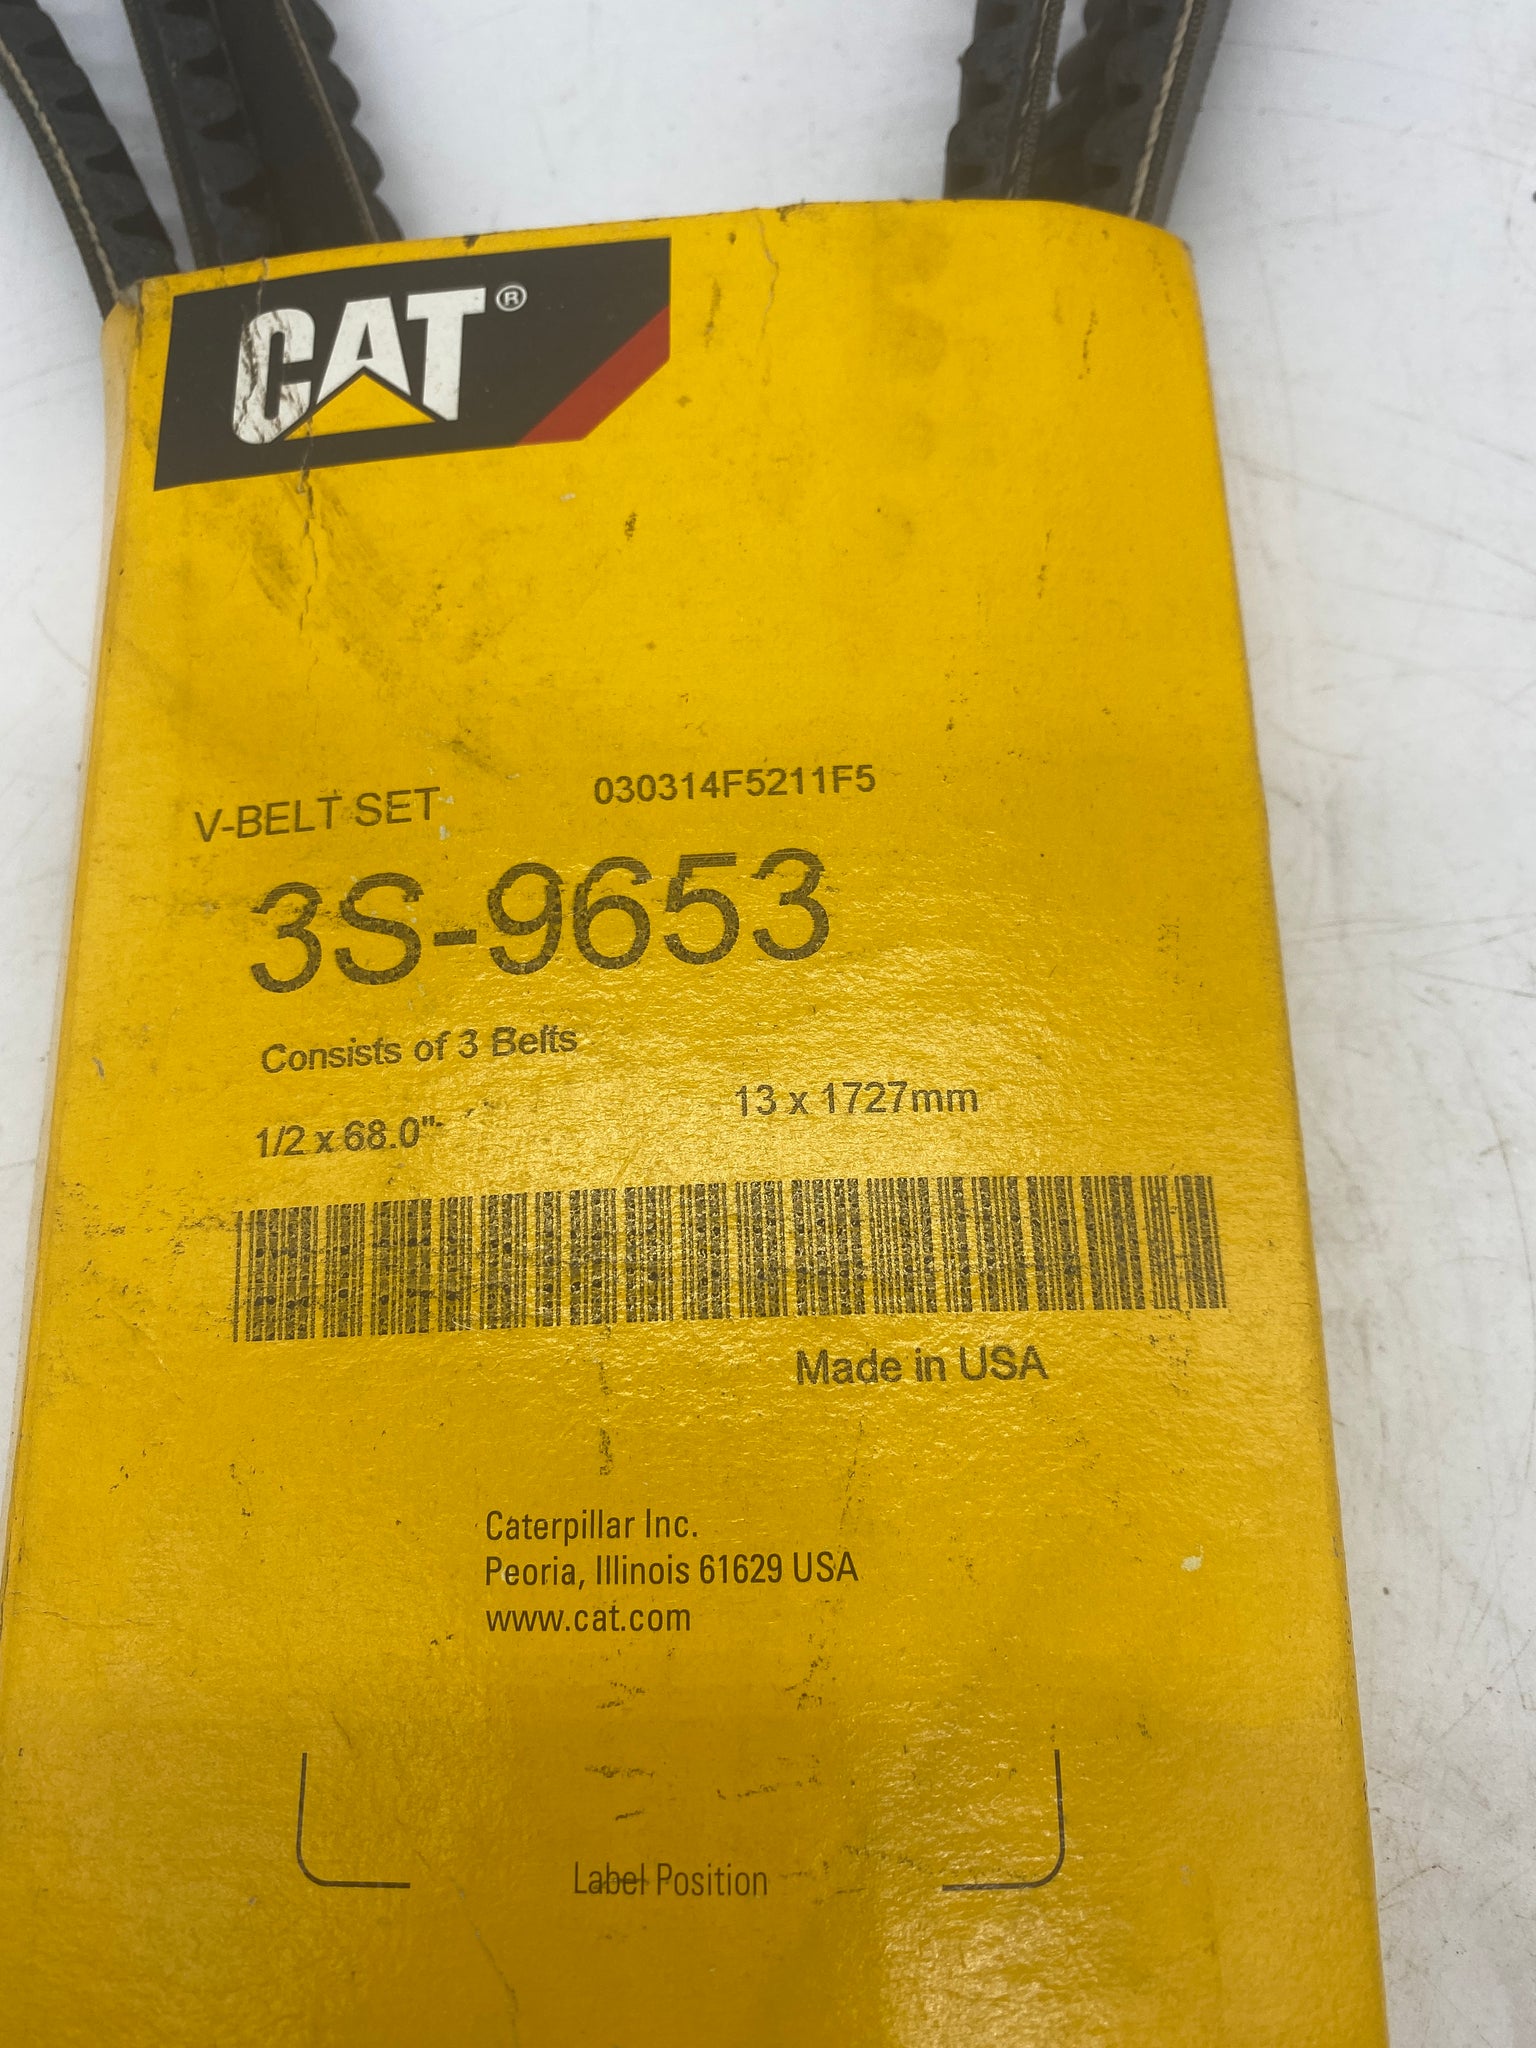 CAT®
V-BELT SET 030314F5211F5
3S-9653
Consists of 3 Belts
1/2 x 68.0" 13 x 1727mm
Made in USA
Caterpillar Inc.
Peoria, Illinois 61629 USA
www.cat.com
Label Position